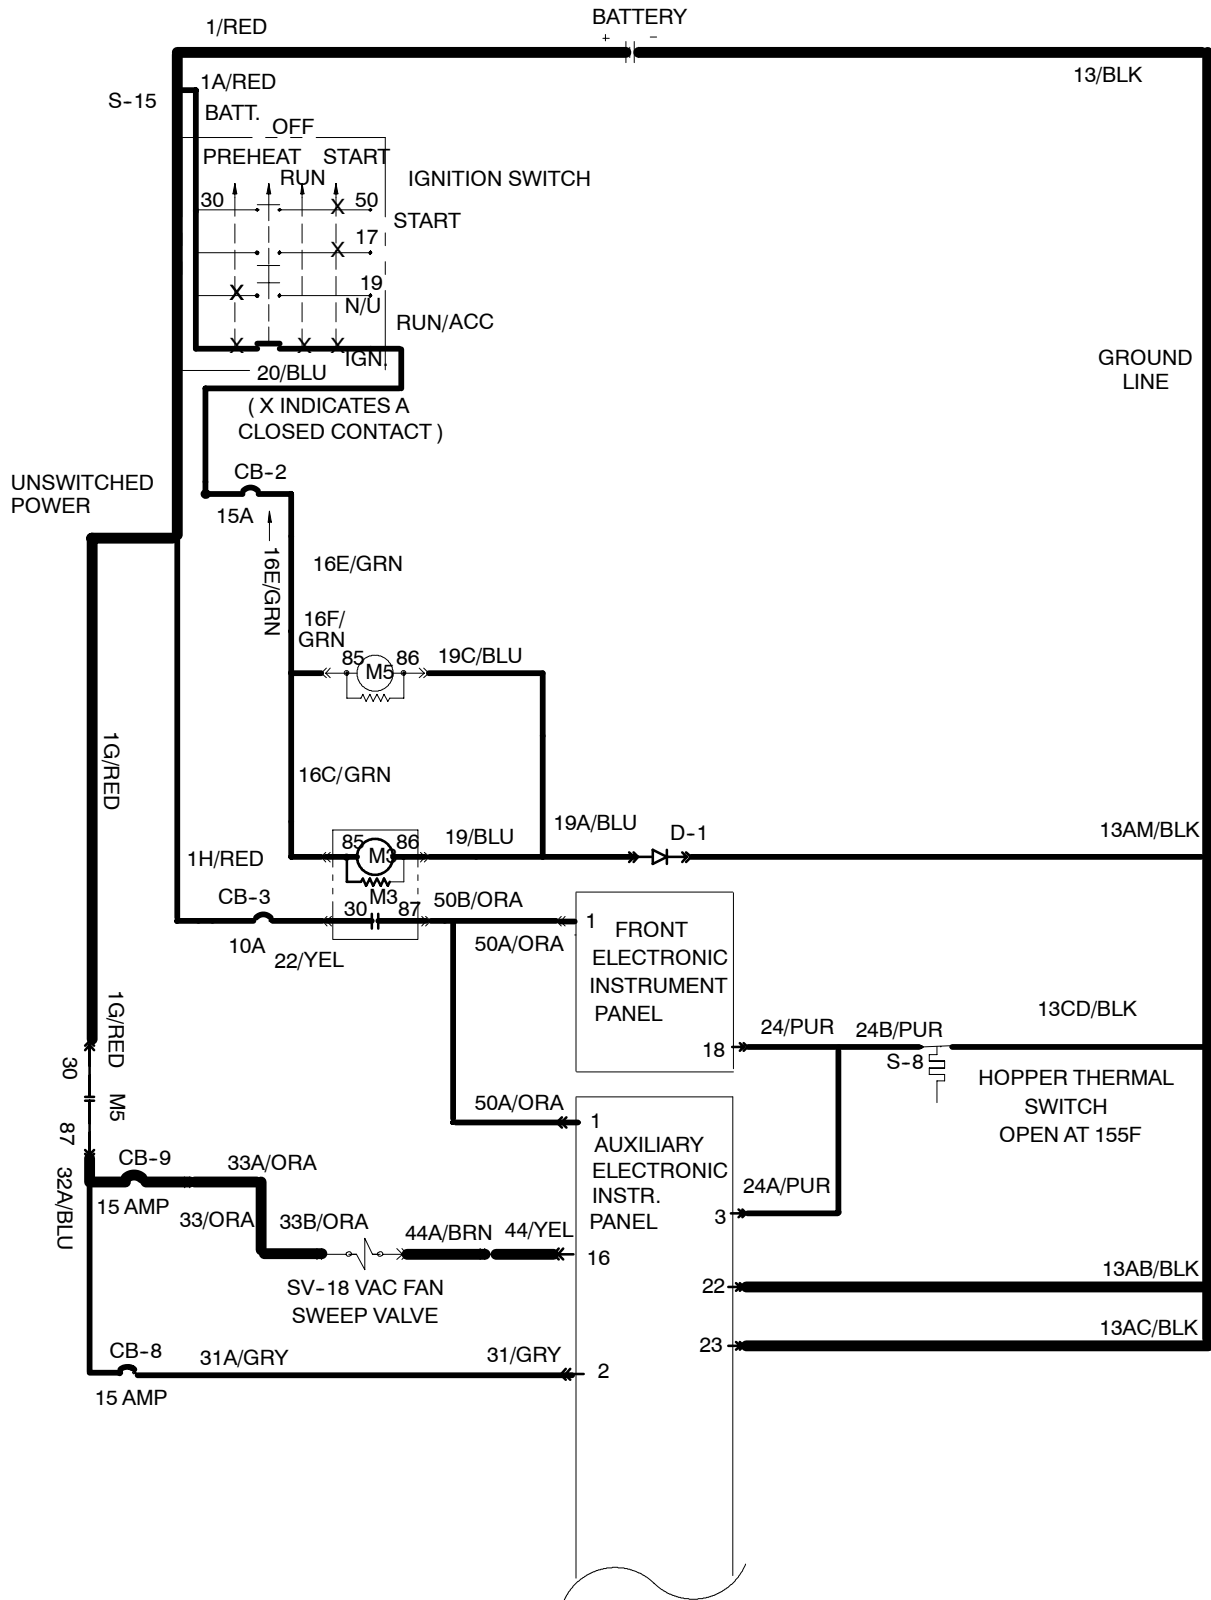 BATTERY
1/RED
+ −
13/BLK
1A/RED
S-15
BATT.
OFF
PREHEAT START
RUN
IGNITION SWITCH
30 X 50
START
X 17
X 19
N/U
RUN/ACC
X X X IGN.
20/BLU
GROUND
LINE
( X INDICATES A
CLOSED CONTACT )
CB-2
UNSWITCHED
POWER
15A
16E/GRN
16E/GRN
16F/
GRN
85 M5 86
19C/BLU
1G/RED
16C/GRN
19A/BLU
D-1
13AM/BLK
85 M3 86
19/BLU
1H/RED
CB-3
M3
30 87
50B/ORA
10A
22/YEL
50A/ORA
1
FRONT
ELECTRONIC
INSTRUMENT
PANEL
18
24/PUR
24B/PUR
13CD/BLK
S-8
HOPPER THERMAL
SWITCH
OPEN AT 155F
1G/RED
30
M5
87
50A/ORA
1
AUXILIARY
ELECTRONIC
INSTR.
PANEL
24A/PUR
3
CB-9
33A/ORA
15 AMP
32A/BLU
33/ORA
33B/ORA
44A/BRN
44/YEL
16
SV-18 VAC FAN
SWEEP VALVE
22
13AB/BLK
23
13AC/BLK
CB-8
31A/GRY
31/GRY
2
15 AMP